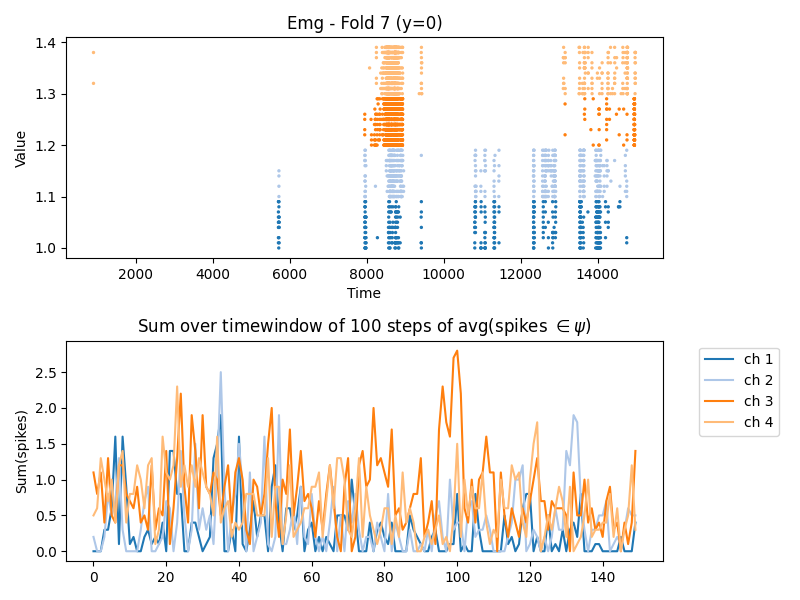 Emg - Fold 7 (y=0)
1.4
1.3
1.2
1.1
1.0
Value
2000 4000 6000 8000 10000 12000 14000
Time
Sum over timewindow of 100 steps of avg(spikes ∈ ψ)
2.5
2.0
1.5
1.0
0.5
0.0
Sum(spikes)
0 20 40 60 80 100 120 140
ch 1
ch 2
ch 3
ch 4